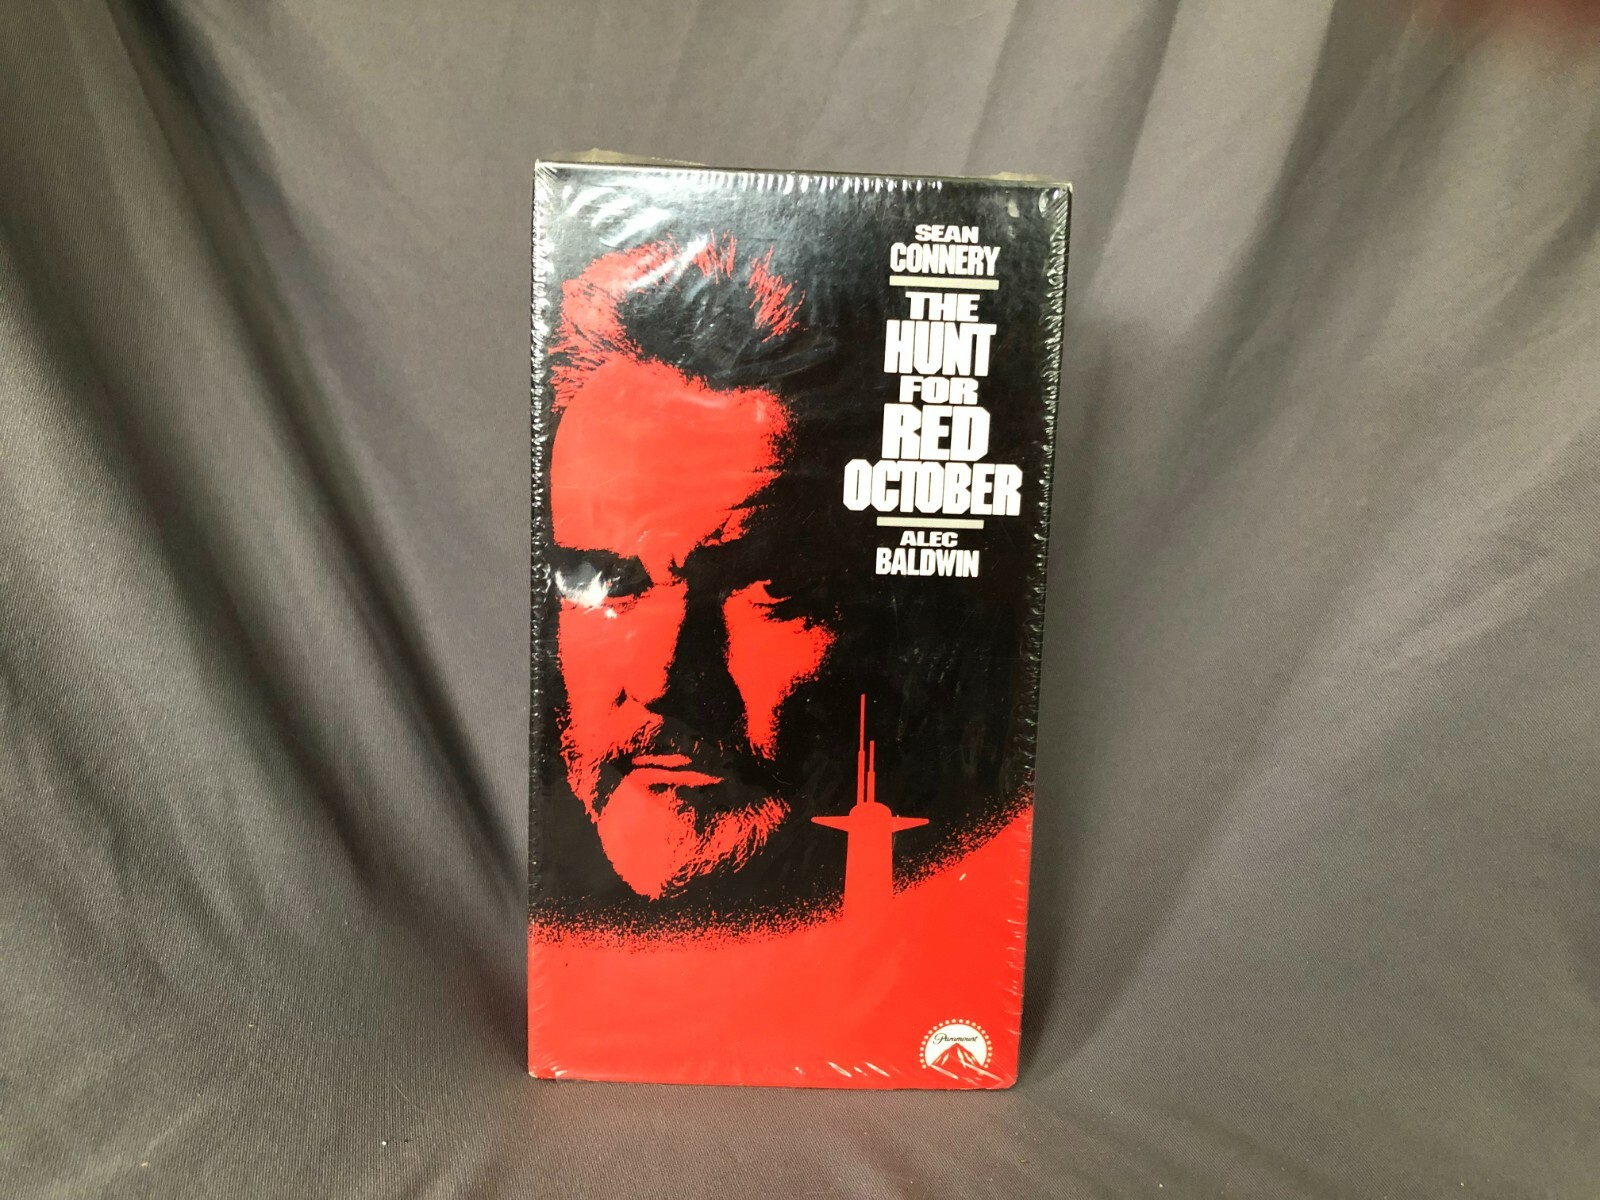 SEAN
CONNERY
THE
HUNT
FOR
RED
OCTOBER
ALEC
BALDWIN
Paramount